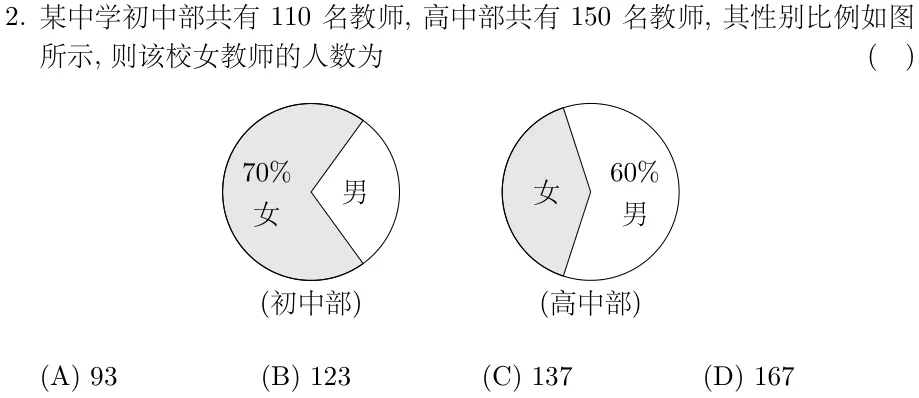 2. 某中学初中部共有 110 名教师, 高中部共有 150 名教师, 其性别比例如图
所示, 则该校女教师的人数为 ( )
70% 60%
女 男 女 男
(初中部) (高中部)
(A) 93 (B) 123 (C) 137 (D) 167